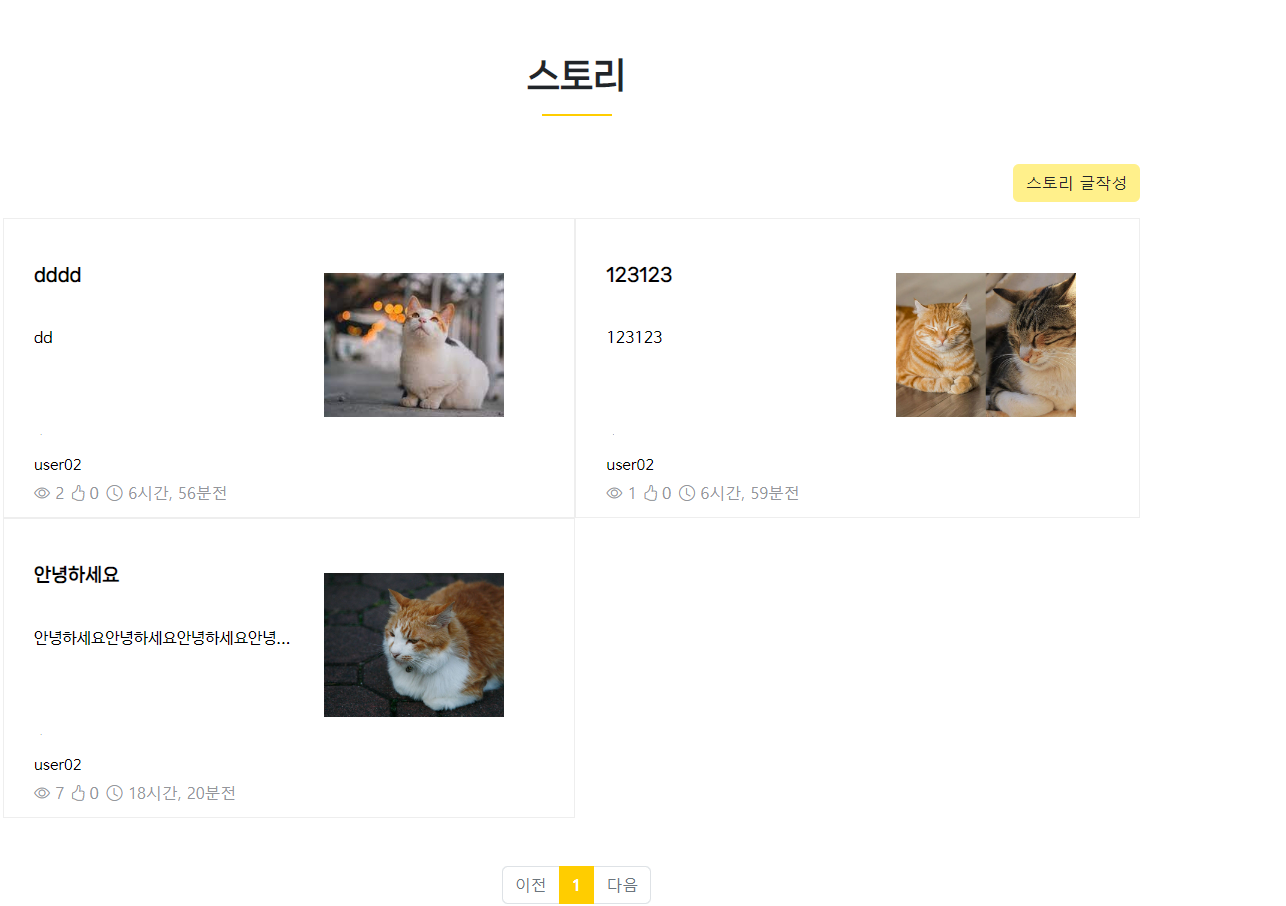 스토리
스토리 글작성
dddd
dd
user02
2 0 6시간, 56분전
123123
123123
user02
1 0 6시간, 59분전
안녕하세요
안녕하세요안녕하세요안녕하세요안녕...
user02
7 0 18시간, 20분전
이전 1 다음